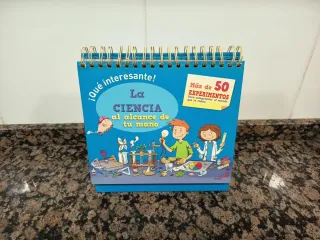 ¡Qué interesante!
La
CIENCIA
al alcance de
tu mano
Más de 50
EXPERIMENTOS